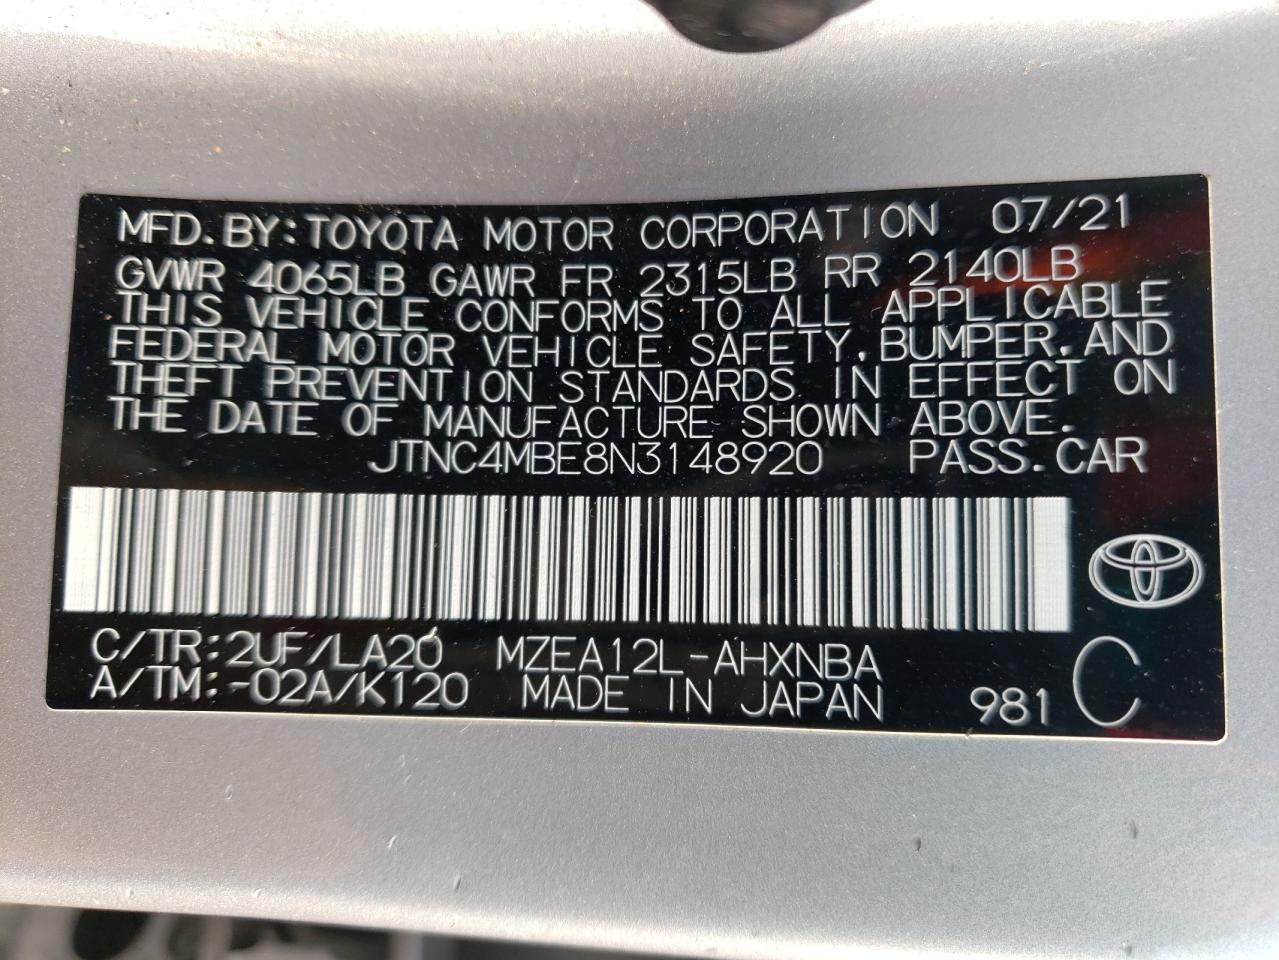 MFD.BY:TOYOTA MOTOR CORPORATION 07/21
GVWR 4065LB GAWR FR 2315LB RR 2140LB
THIS VEHICLE CONFORMS TO ALL APPLICABLE
FEDERAL MOTOR VEHICLE SAFETY,BUMPER,AND
THEFT PREVENTION STANDARDS IN EFFECT ON
THE DATE OF MANUFACTURE SHOWN ABOVE.
JTNC4MBE8N3148920 PASS.CAR
C/TR:2UF/LA20 MZEA12L-AHXNBA
A/TM:-02A/K120 MADE IN JAPAN 981 C